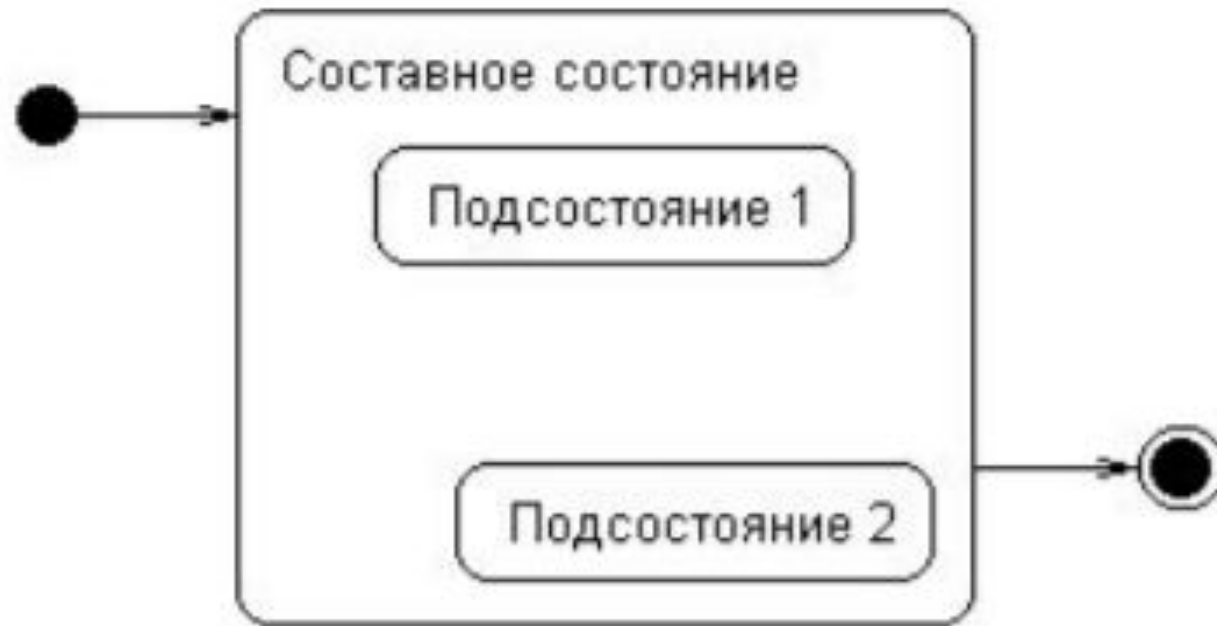 Составное состояние
Подсостояние 1
Подсостояние 2